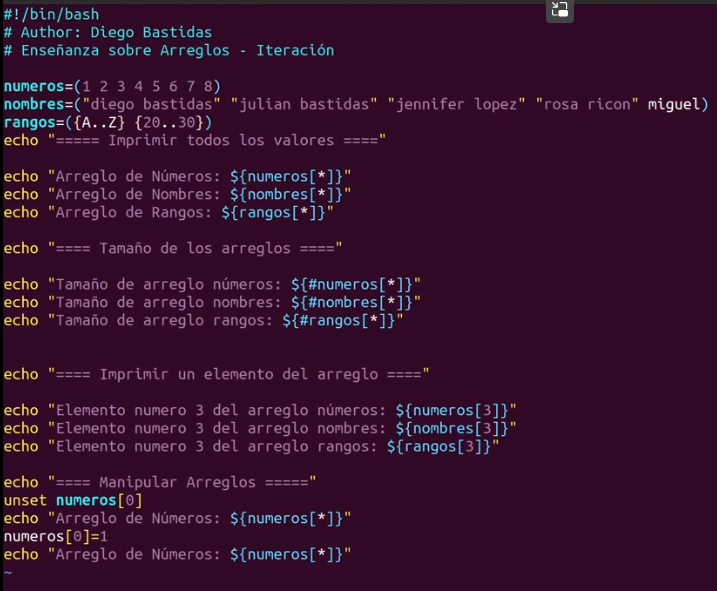 #!/bin/bash
# Author: Diego Bastidas
# Enseñanza sobre Arreglos - Iteración
numeros=(1 2 3 4 5 6 7 8)
nombres=("diego bastidas" "julian bastidas" "jennifer lopez" "rosa ricon" miguel)
rangos=({A..Z} {20..30})
echo "===== Imprimir todos los valores ===="
echo "Arreglo de Números: ${numeros[*]}"
echo "Arreglo de Nombres: ${nombres[*]}"
echo "Arreglo de Rangos: ${rangos[*]}"
echo "==== Tamaño de los arreglos ===="
echo "Tamaño de arreglo números: ${#numeros[*]}"
echo "Tamaño de arreglo nombres: ${#nombres[*]}"
echo "Tamaño de arreglo rangos: ${#rangos[*]}"
echo "==== Imprimir un elemento del arreglo ===="
echo "Elemento numero 3 del arreglo números: ${numeros[3]}"
echo "Elemento numero 3 del arreglo nombres: ${nombres[3]}"
echo "Elemento numero 3 del arreglo rangos: ${rangos[3]}"
echo "==== Manipular Arreglos ====="
unset numeros[0]
echo "Arreglo de Números: ${numeros[*]}"
numeros[0]=1
echo "Arreglo de Números: ${numeros[*]}"
~